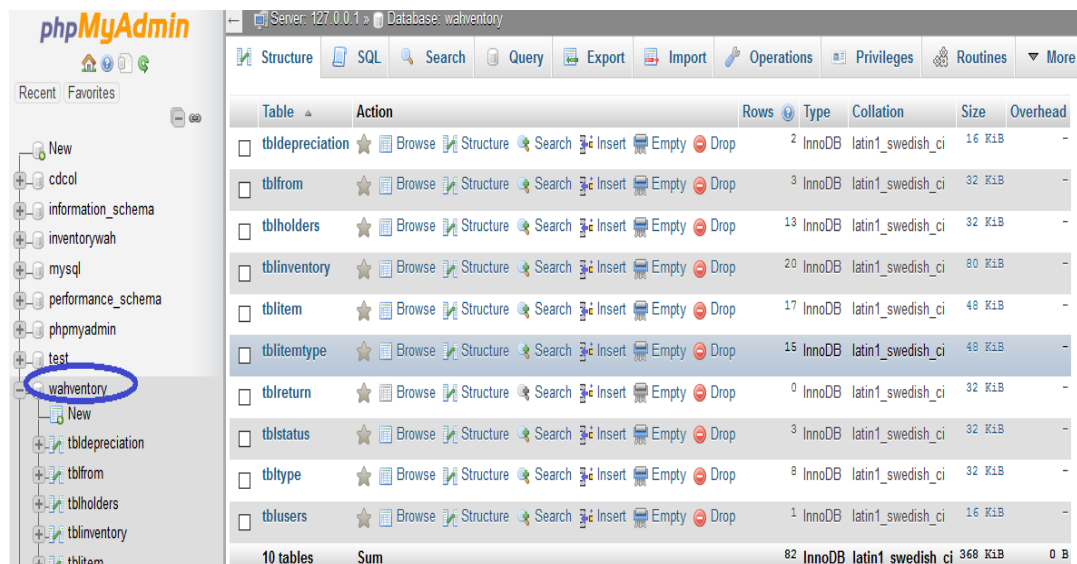 phpMyAdmin
Recent Favorites
New
cdcol
information_schema
inventorywah
mysql
performance_schema
phpmyadmin
test
wahventory
New
tbldepreciation
tblfrom
tblholders
tblinventory
tblitem
Server: 127.0.0.1 » Database: wahventory
Structure SQL Search Query Export Import Operations Privileges Routines More
Table Action Rows Type Collation Size Overhead
tbldepreciation Browse Structure Search Insert Empty Drop 2 InnoDB latin1_swedish_ci 16 KiB -
tblfrom Browse Structure Search Insert Empty Drop 3 InnoDB latin1_swedish_ci 32 KiB -
tblholders Browse Structure Search Insert Empty Drop 13 InnoDB latin1_swedish_ci 32 KiB -
tblinventory Browse Structure Search Insert Empty Drop 20 InnoDB latin1_swedish_ci 80 KiB -
tblitem Browse Structure Search Insert Empty Drop 17 InnoDB latin1_swedish_ci 48 KiB -
tblitemtype Browse Structure Search Insert Empty Drop 15 InnoDB latin1_swedish_ci 48 KiB -
tblreturn Browse Structure Search Insert Empty Drop 0 InnoDB latin1_swedish_ci 32 KiB -
tblstatus Browse Structure Search Insert Empty Drop 3 InnoDB latin1_swedish_ci 32 KiB -
tbltype Browse Structure Search Insert Empty Drop 8 InnoDB latin1_swedish_ci 32 KiB -
tblusers Browse Structure Search Insert Empty Drop 1 InnoDB latin1_swedish_ci 16 KiB -
10 tables Sum 82 InnoDB latin1_swedish_ci 368 KiB 0 B